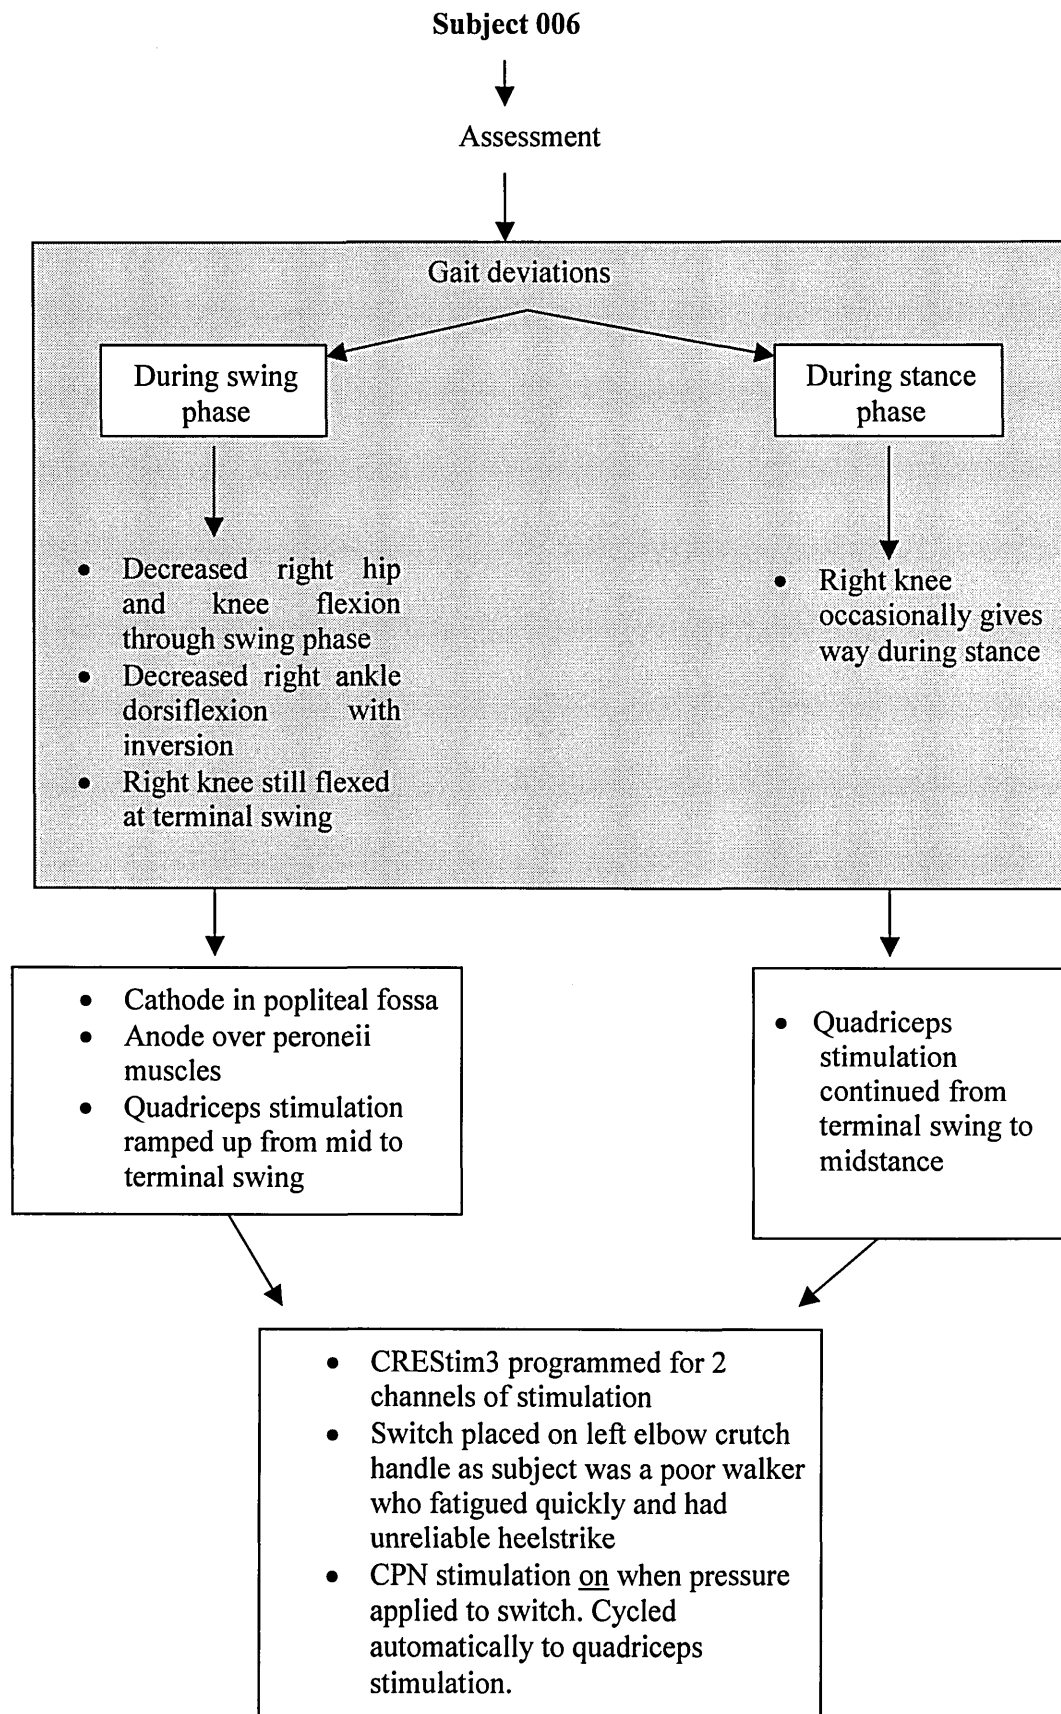 Subject 006
Assessment
Gait deviations
During swing
phase
During stance
phase
• Decreased right hip
and knee flexion
through swing phase
• Decreased right ankle
dorsiflexion with
inversion
• Right knee still flexed
at terminal swing
• Right knee
occasionally gives
way during stance
• Cathode in popliteal fossa
• Anode over peroneii
muscles
• Quadriceps stimulation
ramped up from mid to
terminal swing
• Quadriceps
stimulation
continued from
terminal swing to
midstance
• CREStim3 programmed for 2
channels of stimulation
• Switch placed on left elbow crutch
handle as subject was a poor walker
who fatigued quickly and had
unreliable heelstrike
• CPN stimulation on when pressure
applied to switch. Cycled
automatically to quadriceps
stimulation.